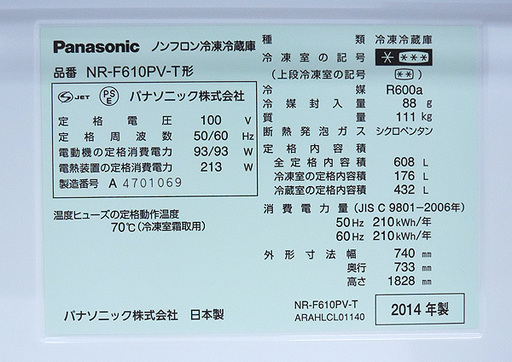 Panasonic ノンフロン冷凍冷蔵庫
品番 NR-F610PV-T形
S JET PSE パナソニック株式会社
定格電圧 100 V
定格周波数 50/60 Hz
電動機の定格消費電力 93/93 W
電熱装置の定格消費電力 213 W
製造番号 A 4701069
温度ヒューズの定格動作温度
70℃(冷凍室霜取用)
パナソニック株式会社 日本製
種類 冷凍冷蔵庫
冷凍室の記号 * ***
(上段冷凍室の記号 **)
冷媒 R600a
冷媒封入量 88 g
質量 111 kg
断熱発泡ガス シクロペンタン
定格内容積
全定格内容積 608 L
冷凍室の定格内容積 176 L
冷蔵室の定格内容積 432 L
消費電力量(JIS C 9801−2006年)
50Hz 210kWh/年
60Hz 210kWh/年
外形寸法 幅 740 mm
奥行 733 mm
高さ 1828 mm
NR-F610PV-T
ARAHLCL01140
2014年製